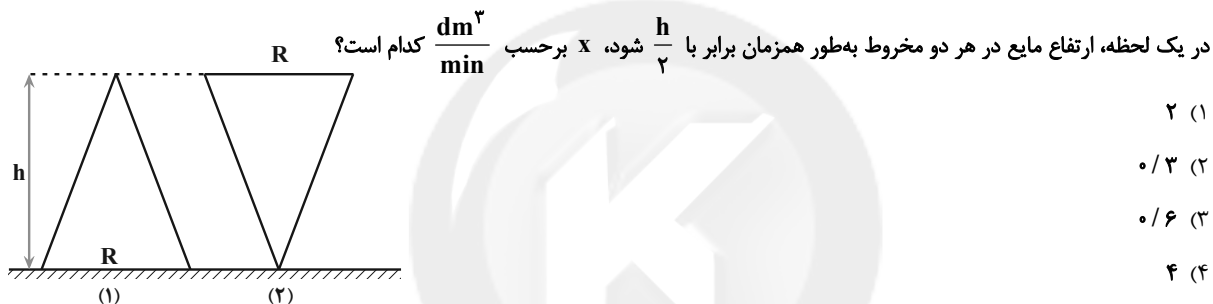 در یک لحظه، ارتفاع مایع در هر دو مخروط به‌طور همزمان برابر با h/۲ شود، x برحسب dm۳/min کدام است؟
۱) ۲
۲) ۰/۳
۳) ۰/۶
۴) ۴
R
h
R
(۱) (۲)